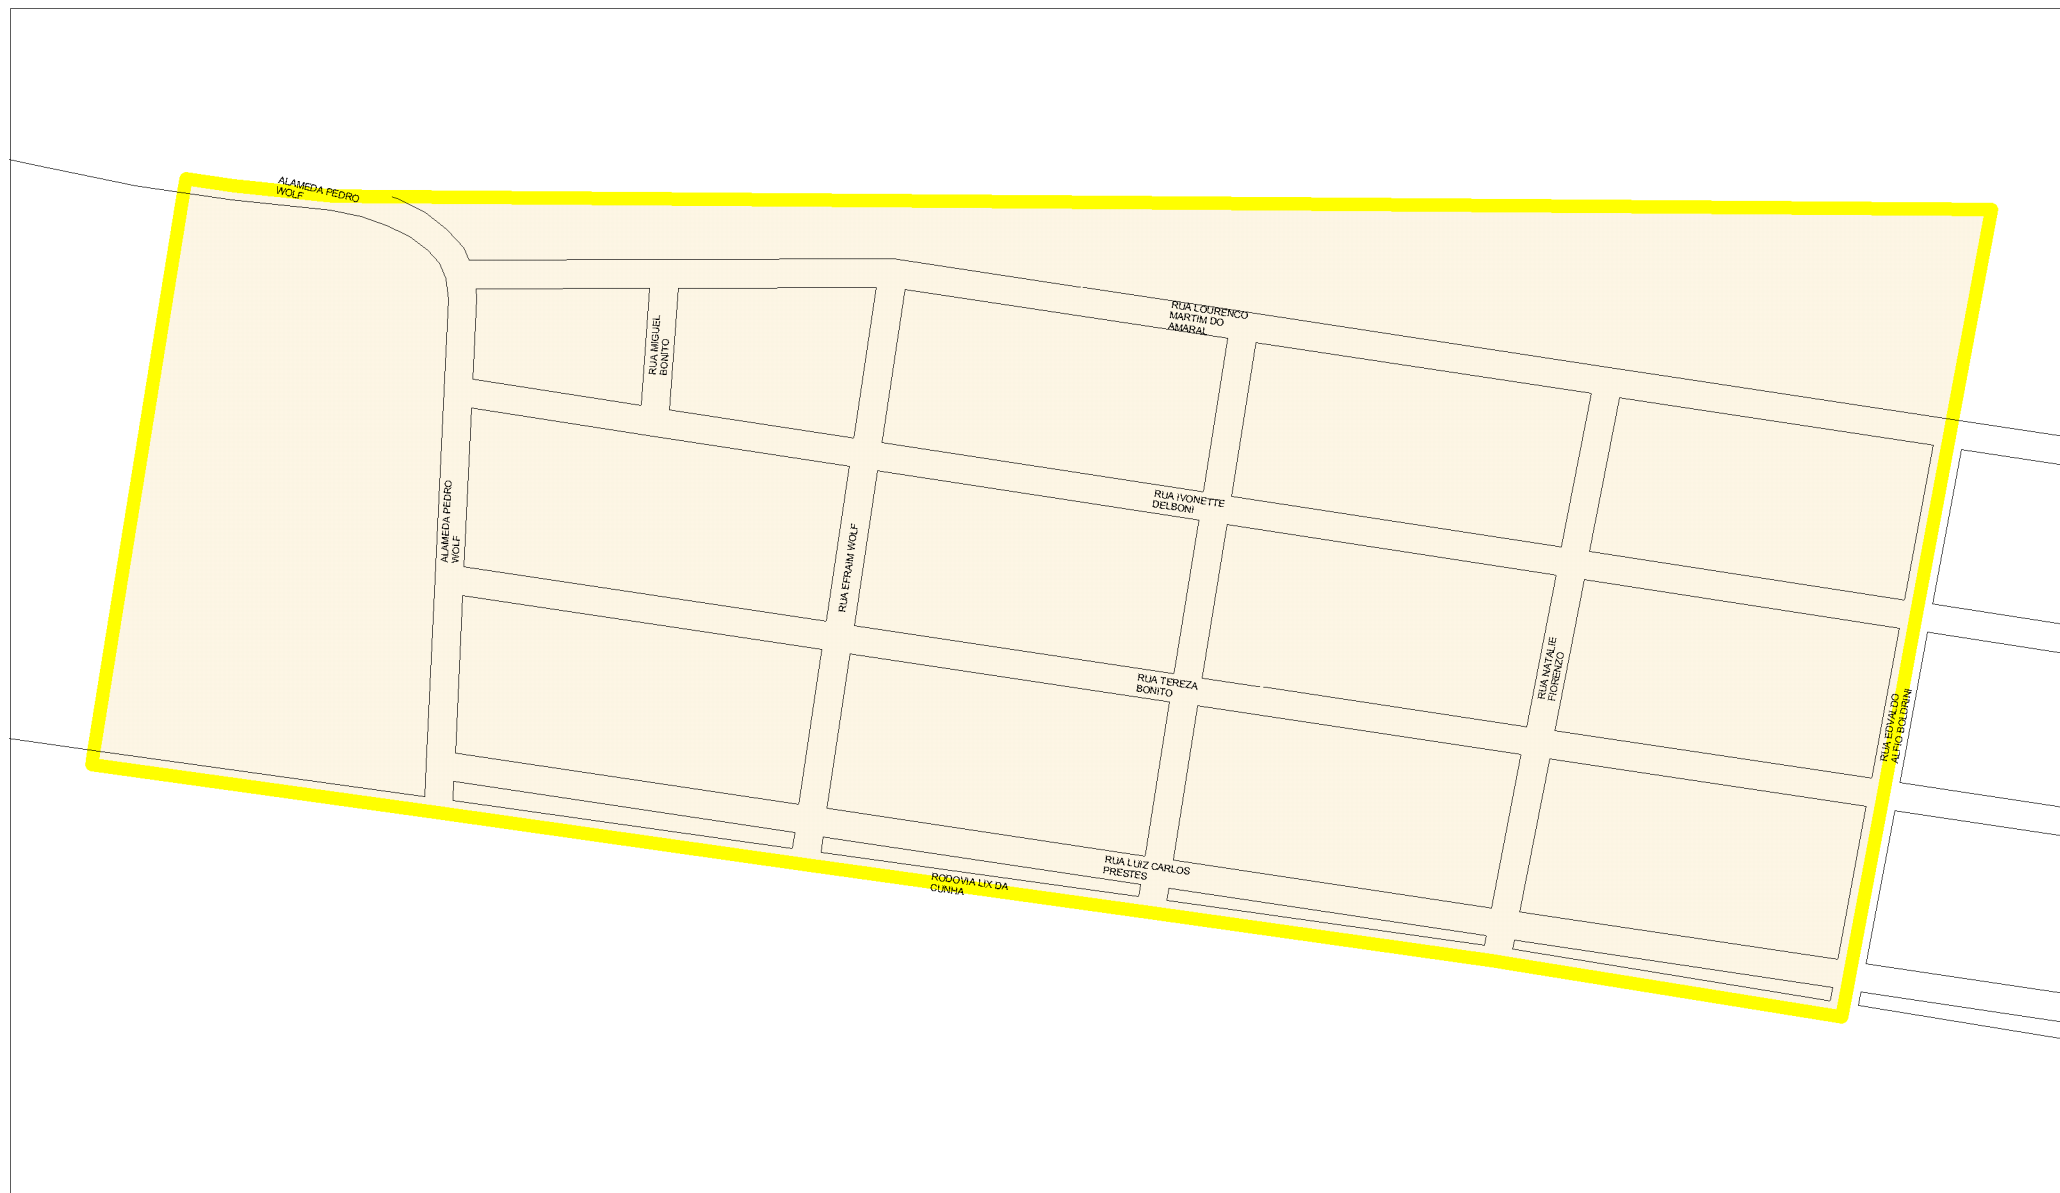 ALAMEDA PEDRO
WOLF
RUA LOURENCO
MARTIM DO
AMARAL
RUA MIGUEL
BONITO
RUA IVONETTE
DELBONI
ALAMEDA PEDRO
WOLF
RUA EFRAIM WOLF
RUA NATALIE
FIORENZO
RUA TEREZA
BONITO
RUA EDVALDO
ALFIO BOLDRINI
RUA LUIZ CARLOS
PRESTES
RODOVIA LIX DA
CUNHA